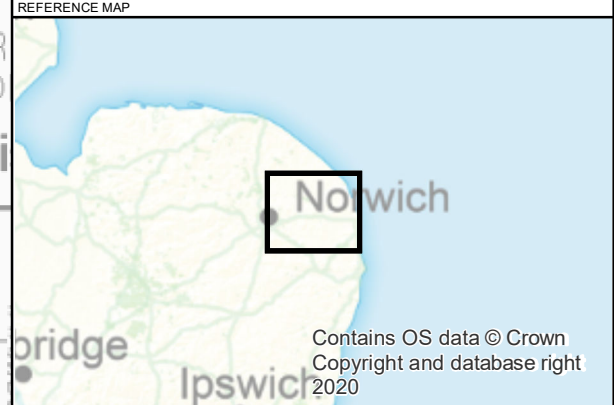 REFERENCE MAP
Norwich
bridge
Ipswich
Contains OS data © Crown
Copyright and database right
2020